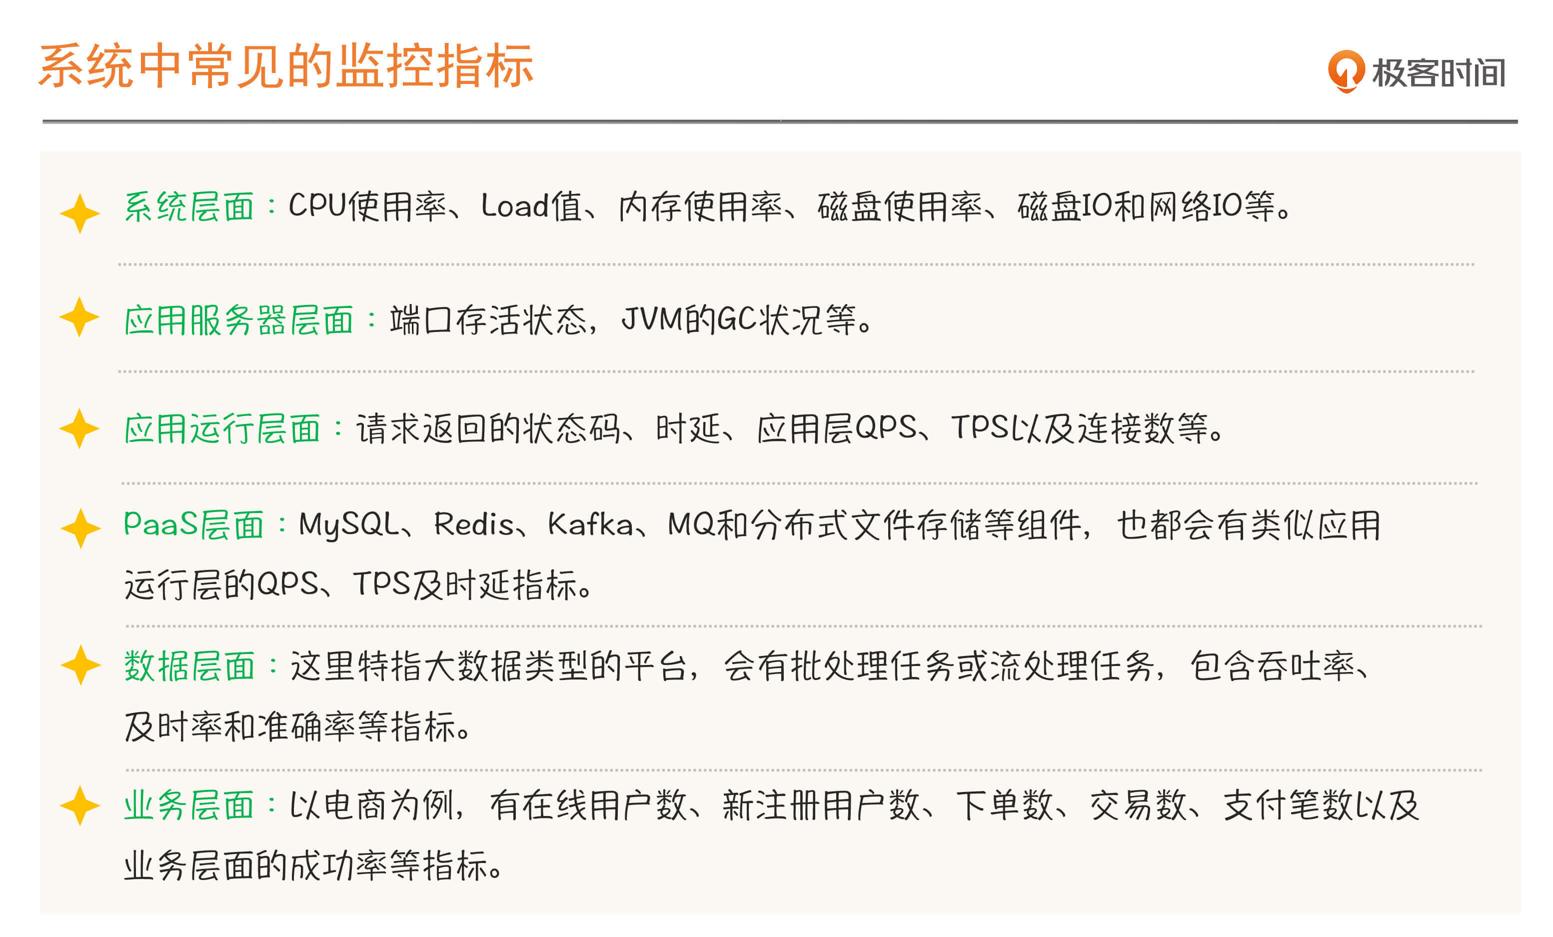 系统中常见的监控指标
极客时间
系统层面：CPU使用率、Load值、内存使用率、磁盘使用率、磁盘IO和网络IO等。
应用服务器层面：端口存活状态，JVM的GC状况等。
应用运行层面：请求返回的状态码、时延、应用层QPS、TPS以及连接数等。
PaaS层面：MySQL、Redis、Kafka、MQ和分布式文件存储等组件，也都会有类似应用
运行层的QPS、TPS及时延指标。
数据层面：这里特指大数据类型的平台，会有批处理任务或流处理任务，包含吞吐率、
及时率和准确率等指标。
业务层面：以电商为例，有在线用户数、新注册用户数、下单数、交易数、支付笔数以及
业务层面的成功率等指标。